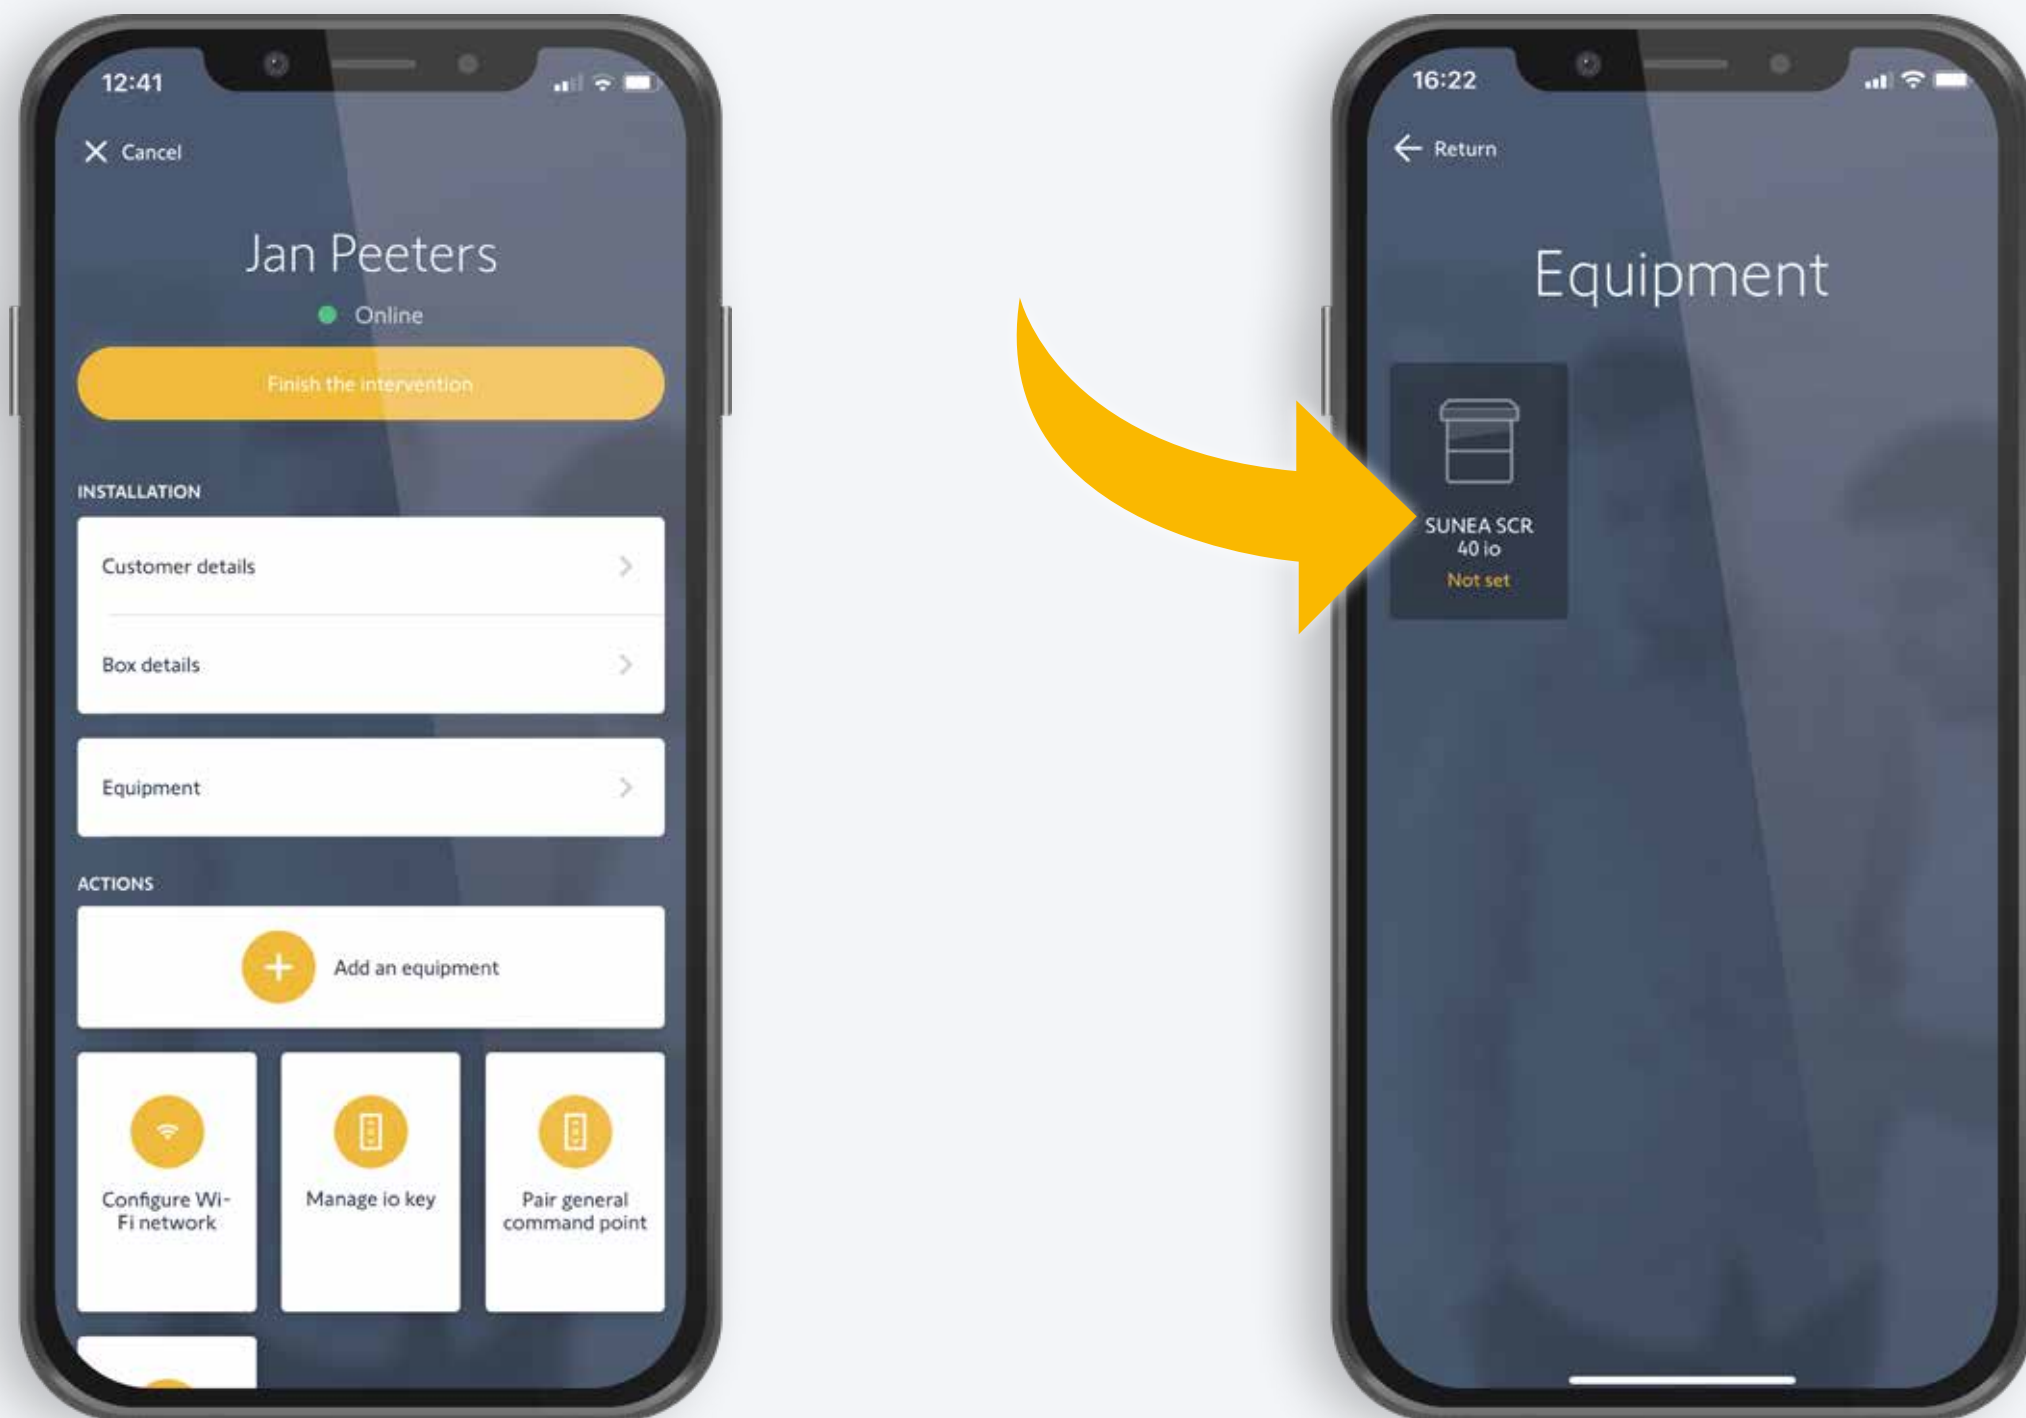 12:41
Cancel
Jan Peeters
Online
Finish the intervention
INSTALLATION
Customer details
Box details
Equipment
ACTIONS
Add an equipment
Configure Wi-
Fi network
Manage io key
Pair general
command point
16:22
Return
Equipment
SUNEA SCR
40 io
Not set